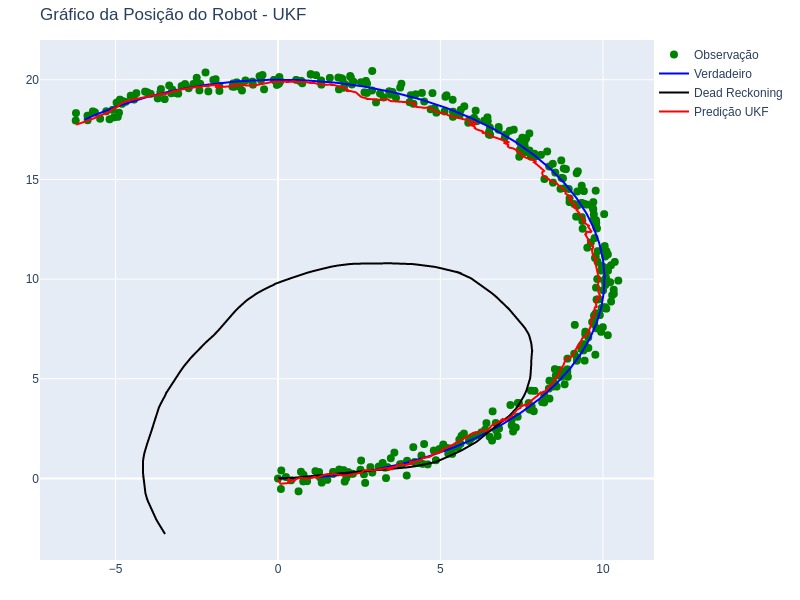 Gráfico da Posição do Robot - UKF
Observação
Verdadeiro
Dead Reckoning
Predição UKF
20
15
10
5
0
−5
0
5
10